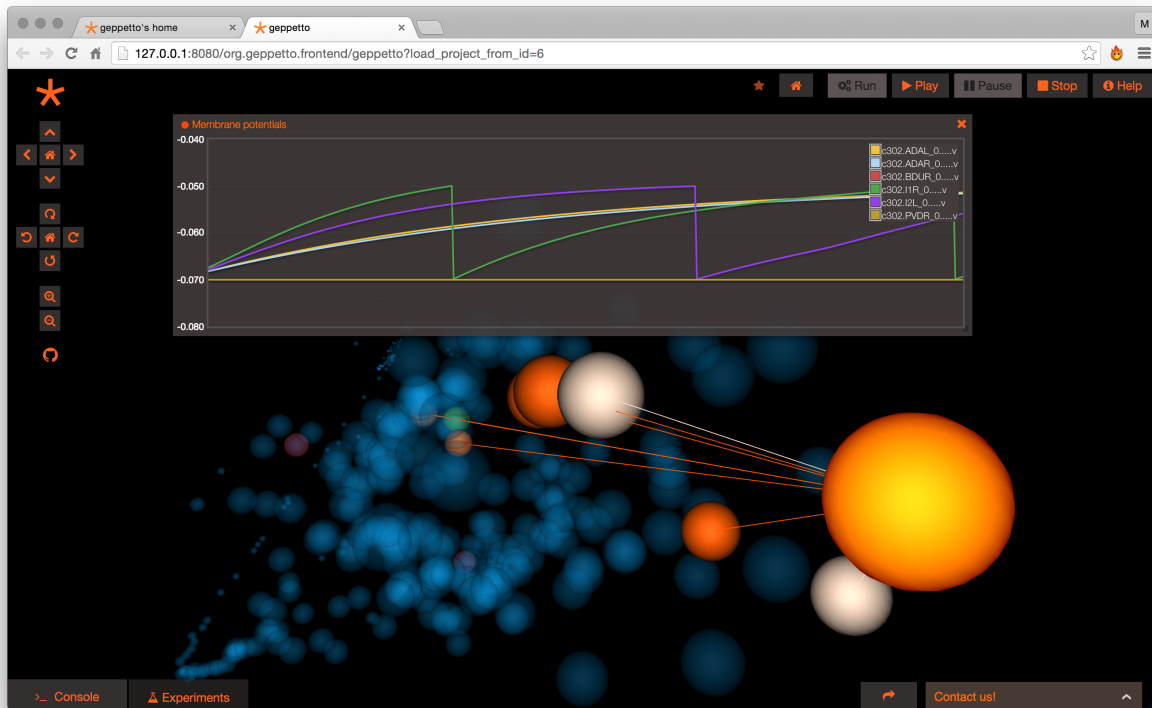 geppetto's home
geppetto
M
127.0.0.1:8080/org.geppetto.frontend/geppetto?load_project_from_id=6
Run
Play
Pause
Stop
Help
Membrane potentials
-0.040
-0.050
-0.060
-0.070
-0.080
c302.ADAL_0.....v
c302.ADAR_0.....v
c302.BDUR_0.....v
c302.I1R_0.....v
c302.I2L_0.....v
c302.PVDR_0.....v
>_ Console
Experiments
Contact us!